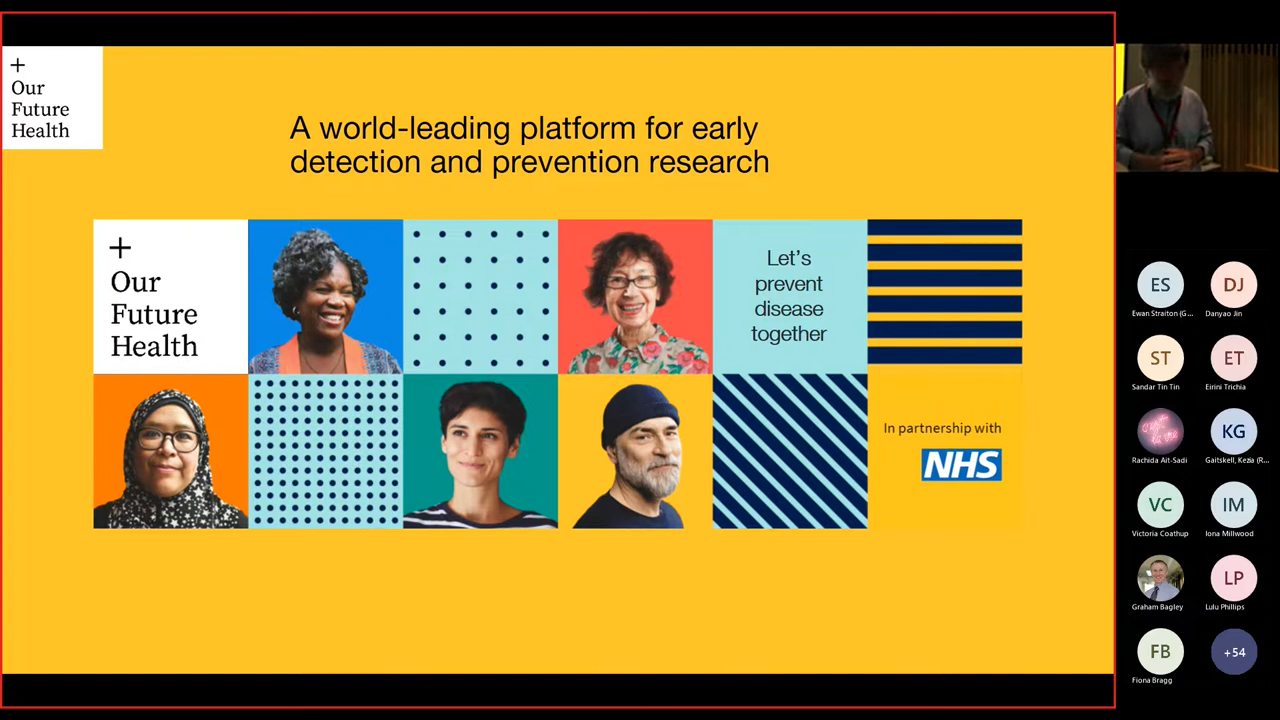 +
Our
Future
Health
A world-leading platform for early
detection and prevention research
+
Our
Future
Health
Let's
prevent
disease
together
In partnership with
NHS
ES
Ewan Straiton (G...
DJ
Danyao Jin
ST
Sandar Tin Tin
ET
Eirini Trichia
Rachida Ait-Sadi
KG
Gaitskell, Kezia (R...
VC
Victoria Coathup
IM
Iona Millwood
Graham Bagley
LP
Lulu Phillips
FB
Fiona Bragg
+54